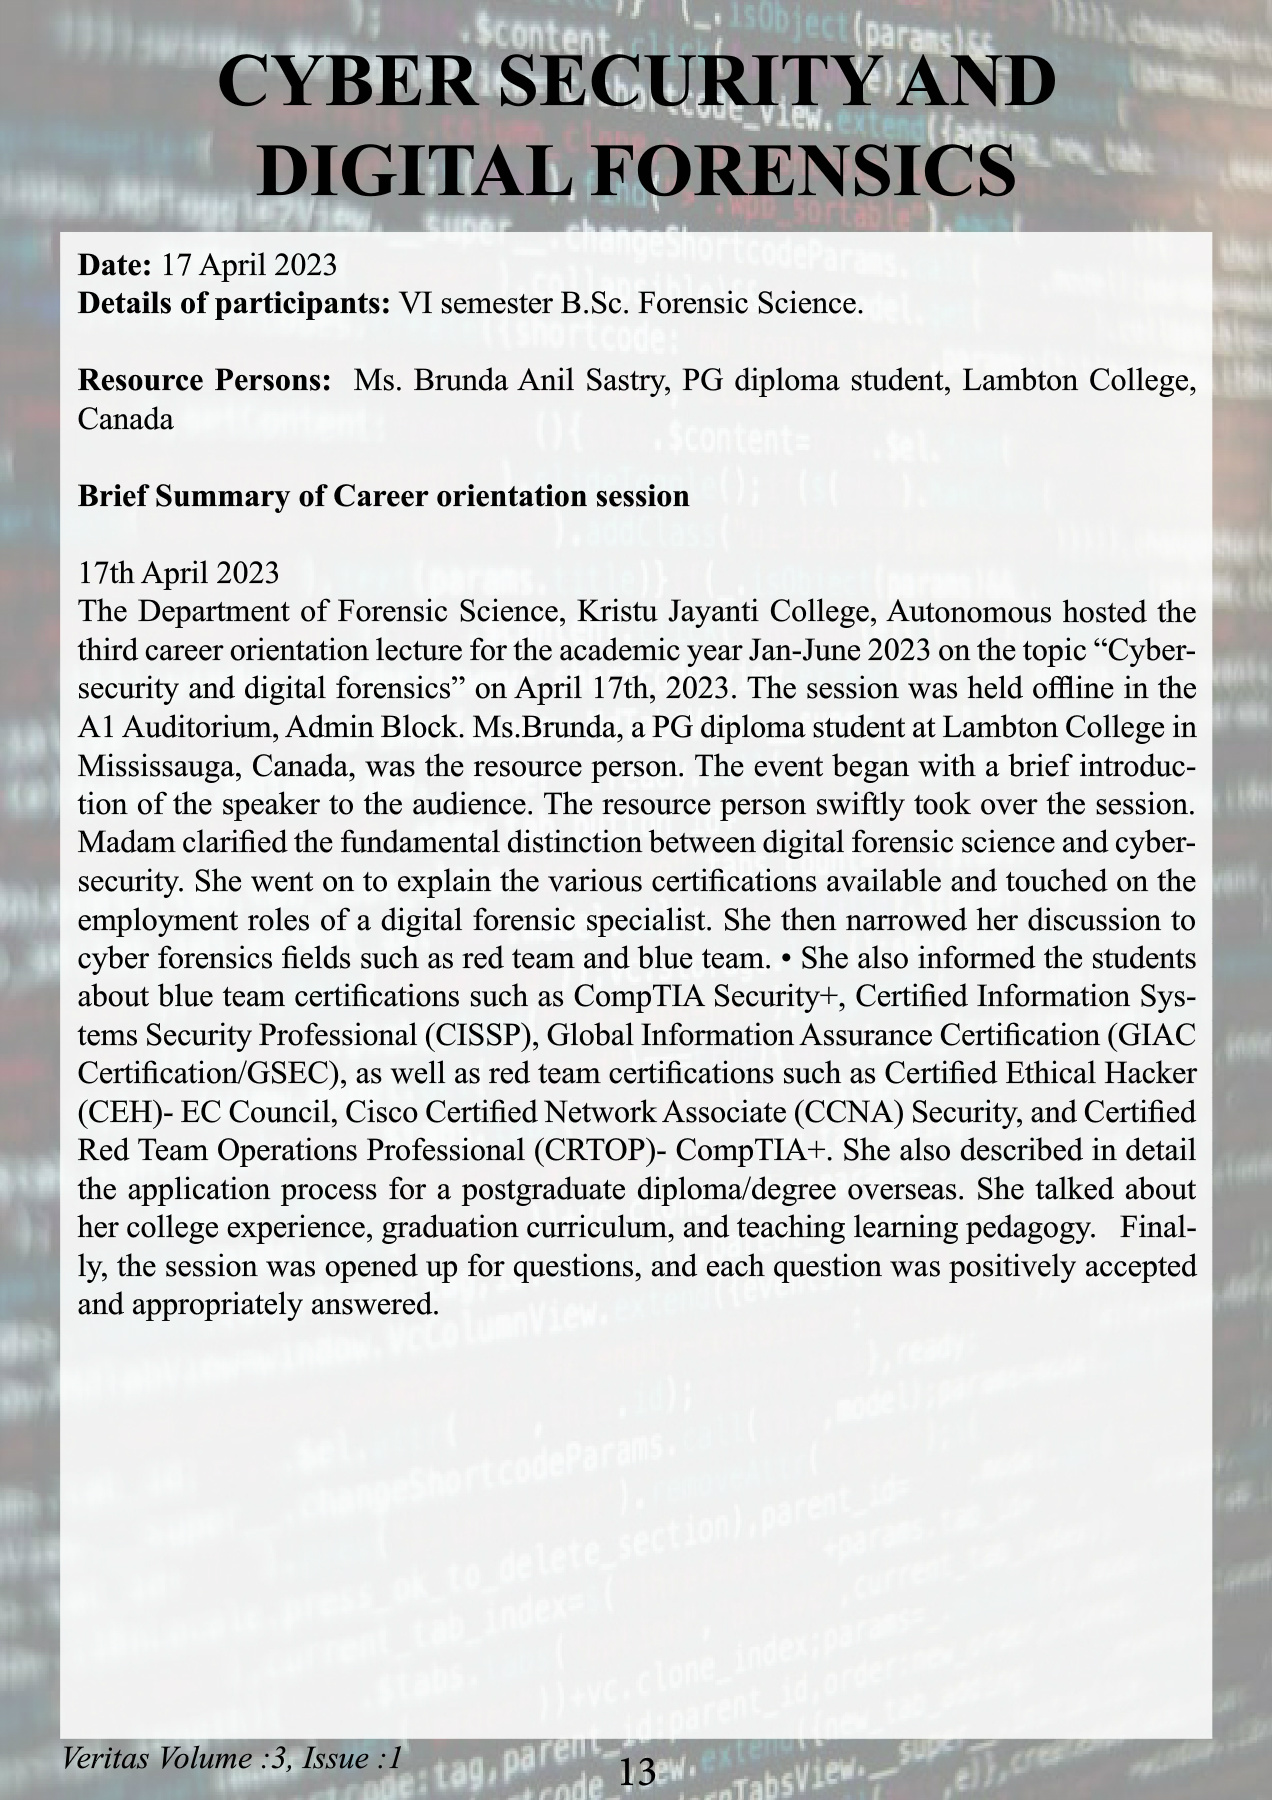 CYBER SECURITY AND
DIGITAL FORENSICS
Date: 17 April 2023
Details of participants: VI semester B.Sc. Forensic Science.
Resource Persons: Ms. Brunda Anil Sastry, PG diploma student, Lambton College,
Canada
Brief Summary of Career orientation session
17th April 2023
The Department of Forensic Science, Kristu Jayanti College, Autonomous hosted the
third career orientation lecture for the academic year Jan-June 2023 on the topic “Cyber-
security and digital forensics” on April 17th, 2023. The session was held offline in the
A1 Auditorium, Admin Block. Ms.Brunda, a PG diploma student at Lambton College in
Mississauga, Canada, was the resource person. The event began with a brief introduc-
tion of the speaker to the audience. The resource person swiftly took over the session.
Madam clarified the fundamental distinction between digital forensic science and cyber-
security. She went on to explain the various certifications available and touched on the
employment roles of a digital forensic specialist. She then narrowed her discussion to
cyber forensics fields such as red team and blue team. • She also informed the students
about blue team certifications such as CompTIA Security+, Certified Information Sys-
tems Security Professional (CISSP), Global Information Assurance Certification (GIAC
Certification/GSEC), as well as red team certifications such as Certified Ethical Hacker
(CEH)- EC Council, Cisco Certified Network Associate (CCNA) Security, and Certified
Red Team Operations Professional (CRTOP)- CompTIA+. She also described in detail
the application process for a postgraduate diploma/degree overseas. She talked about
her college experience, graduation curriculum, and teaching learning pedagogy. Final-
ly, the session was opened up for questions, and each question was positively accepted
and appropriately answered.
Veritas Volume :3, Issue :1
13